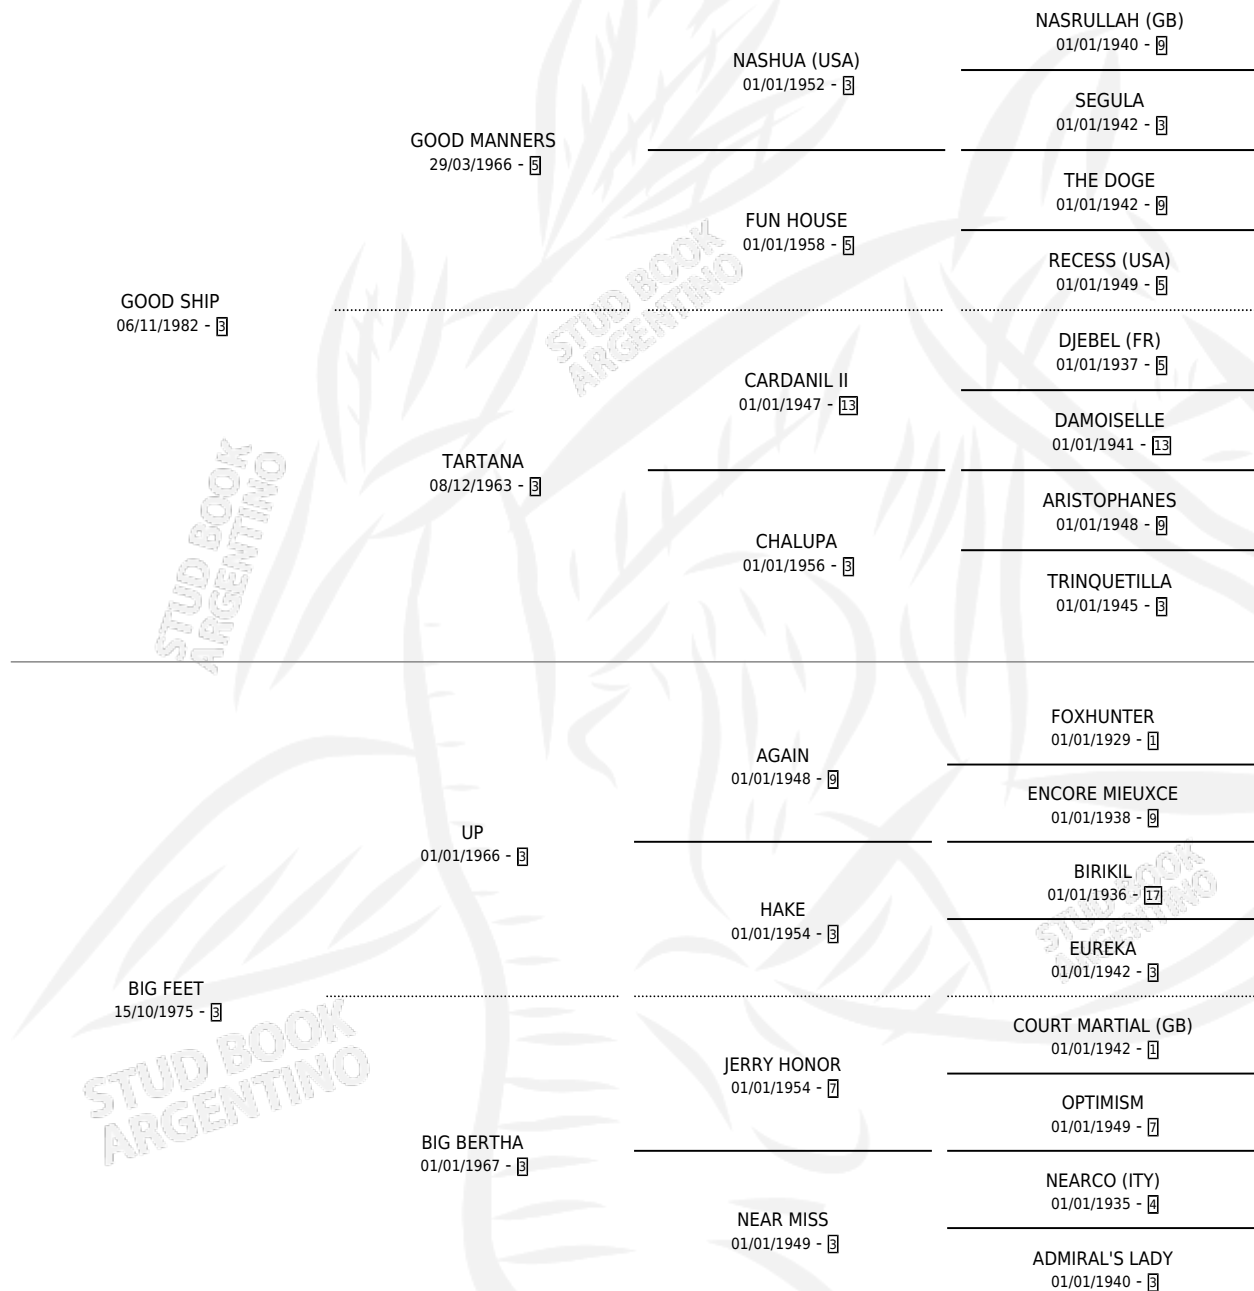 NASRULLAH (GB)
01/01/1940 - 9
NASHUA (USA)
01/01/1952 - 3
SEGULA
01/01/1942 - 3
GOOD MANNERS
29/03/1966 - 5
THE DOGE
01/01/1942 - 9
FUN HOUSE
01/01/1958 - 5
RECESS (USA)
01/01/1949 - 5
GOOD SHIP
06/11/1982 - 3
DJEBEL (FR)
01/01/1937 - 5
CARDANIL II
01/01/1947 - 13
DAMOISELLE
01/01/1941 - 13
TARTANA
08/12/1963 - 3
ARISTOPHANES
01/01/1948 - 9
CHALUPA
01/01/1956 - 3
TRINQUETILLA
01/01/1945 - 3
FOXHUNTER
01/01/1929 - 1
AGAIN
01/01/1948 - 9
ENCORE MIEUXCE
01/01/1938 - 9
UP
01/01/1966 - 3
BIRIKIL
01/01/1936 - 17
HAKE
01/01/1954 - 3
EUREKA
01/01/1942 - 3
BIG FEET
15/10/1975 - 3
COURT MARTIAL (GB)
01/01/1942 - 1
JERRY HONOR
01/01/1954 - 7
OPTIMISM
01/01/1949 - 7
BIG BERTHA
01/01/1967 - 3
NEARCO (ITY)
01/01/1935 - 4
NEAR MISS
01/01/1949 - 3
ADMIRAL'S LADY
01/01/1940 - 3
STUD BOOK
ARGENTINO
STUD BOOK
ARGENTINO
STUD BOOK
ARGENTINO
STUD BOOK
ARGENTINO